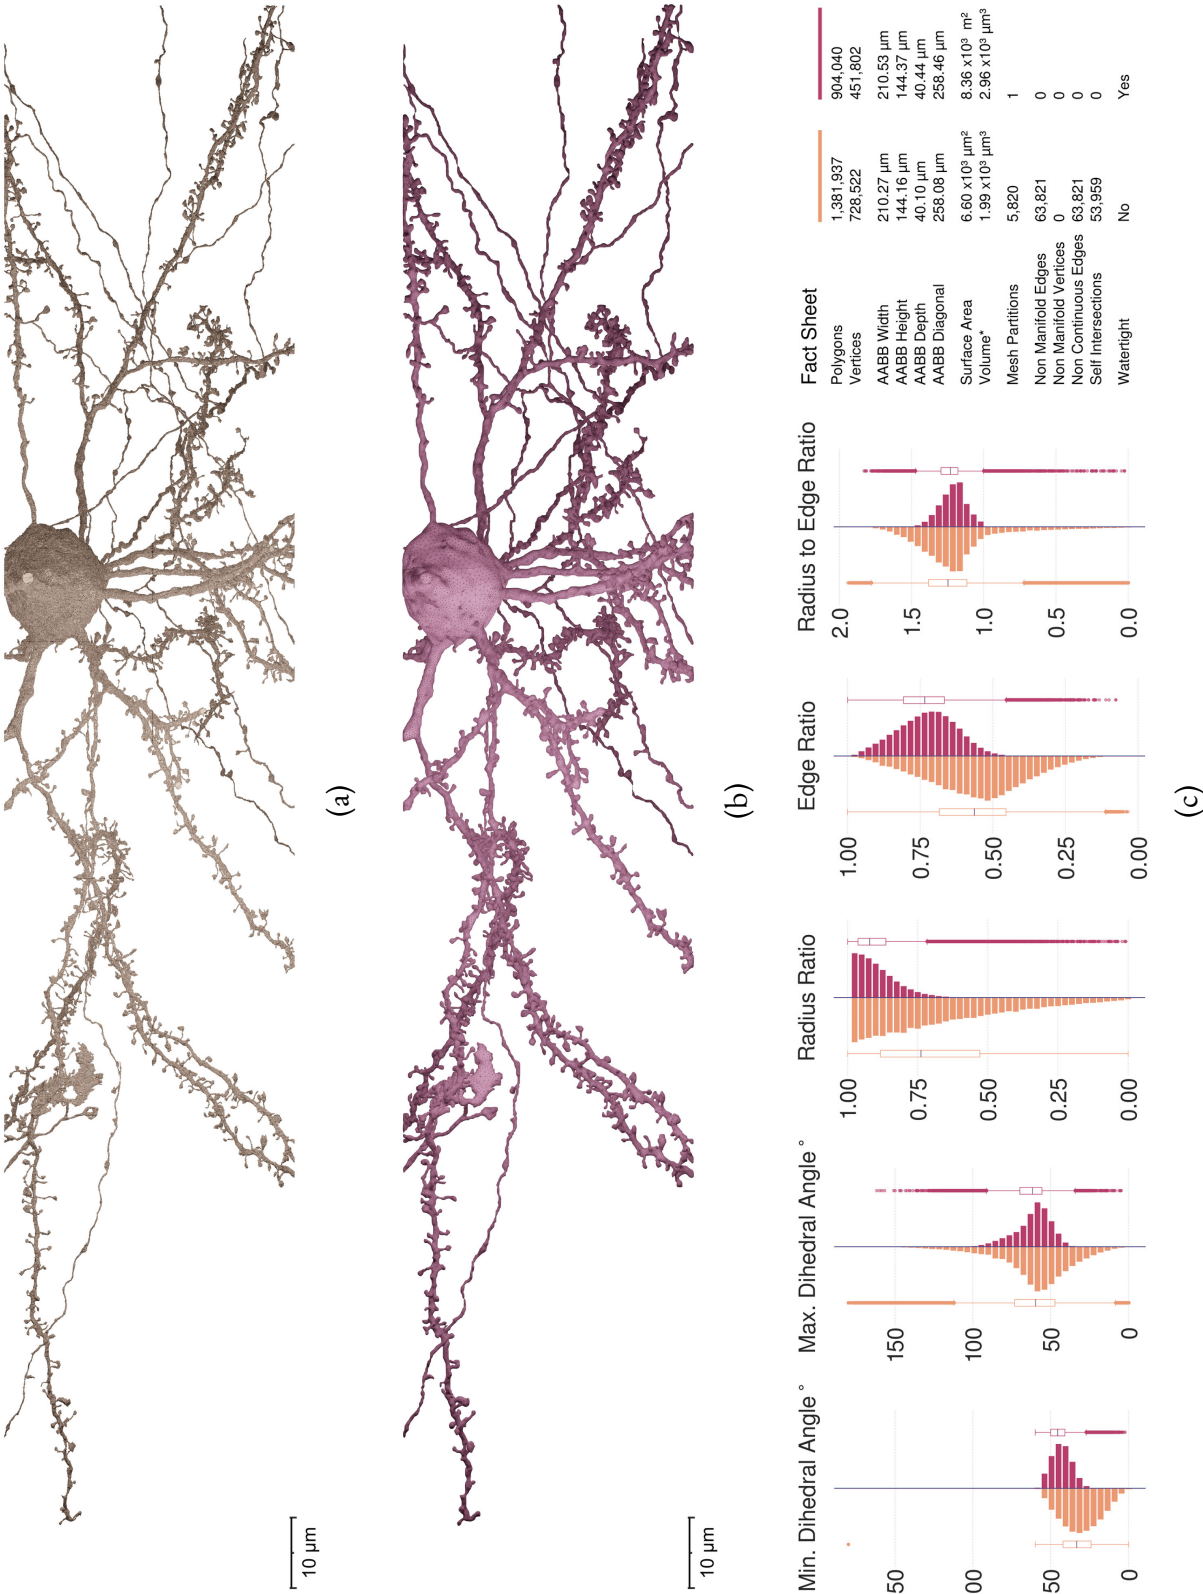 10 µm
(a)
10 µm
(b)
Min. Dihedral Angle °
50
100
150
0
50
Max. Dihedral Angle °
150
100
50
0
Radius Ratio
1.00
0.75
0.50
0.25
0.00
Edge Ratio
1.00
0.75
0.50
0.25
0.00
Radius to Edge Ratio
2.0
1.5
1.0
0.5
0.0
Fact Sheet
Polygons 1,381,937 904,040
Vertices 728,522 451,802
AABB Width 210.27 µm 210.53 µm
AABB Height 144.16 µm 144.37 µm
AABB Depth 40.10 µm 40.44 µm
AABB Diagonal 258.08 µm 258.46 µm
Surface Area 6.60 x10³ µm² 8.36 x10³ m²
Volume* 1.99 x10³ µm³ 2.96 x10³ µm³
Mesh Partitions 5,820 1
Non Manifold Edges 63,821 0
Non Manifold Vertices 0 0
Non Continuous Edges 63,821 0
Self Intersections 53,959 0
Watertight No Yes
(c)